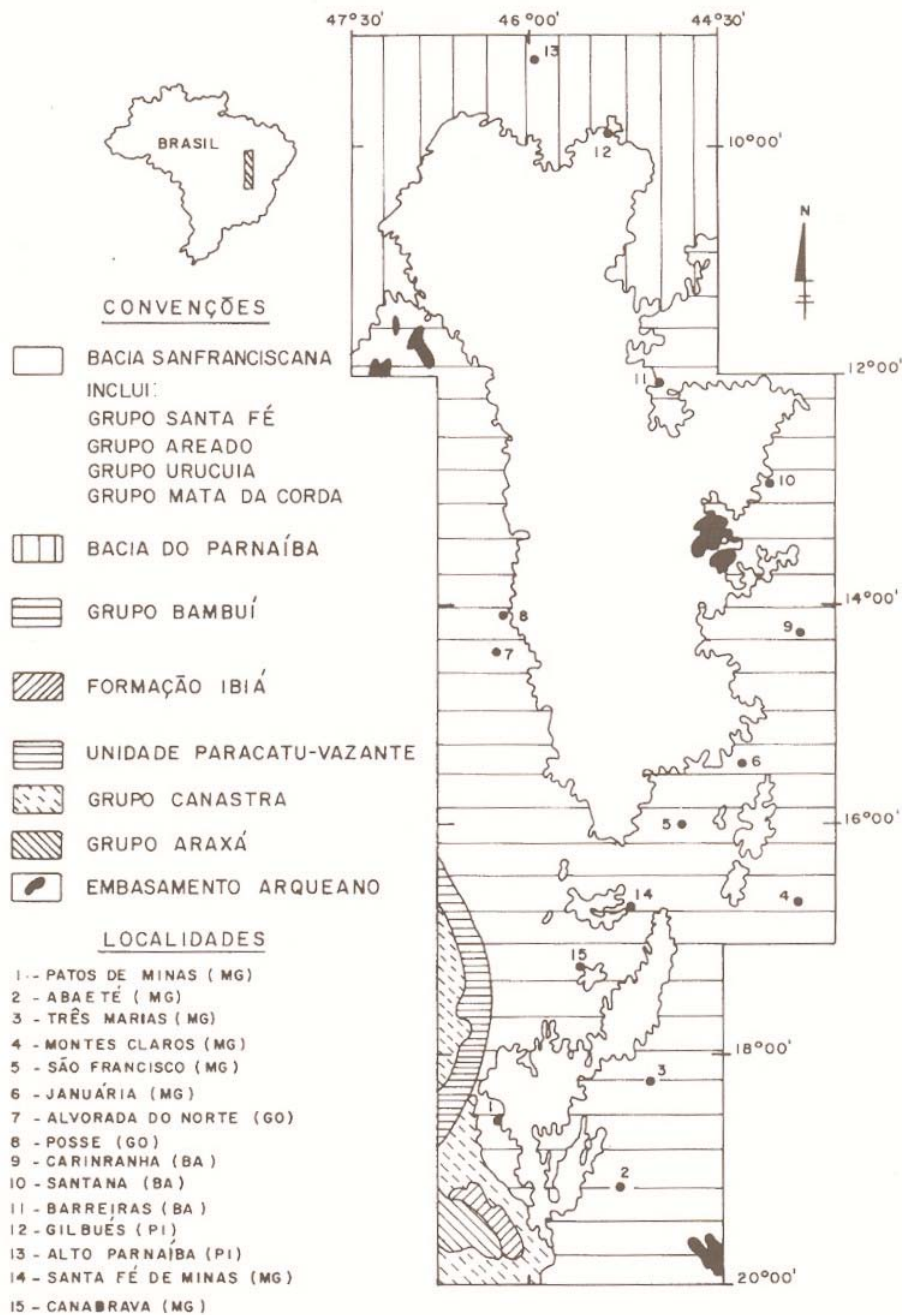 47°30' 46°00' 44°30'
13
BRASIL
12
10°00'
N
CONVENÇÕES
BACIA SANFRANCISCANA
INCLUI:
GRUPO SANTA FÉ
GRUPO AREADO
GRUPO URUCUIA
GRUPO MATA DA CORDA
BACIA DO PARNAÍBA
GRUPO BAMBUÍ
FORMAÇÃO IBIÁ
UNIDADE PARACATU-VAZANTE
GRUPO CANASTRA
GRUPO ARAXÁ
EMBASAMENTO ARQUEANO
LOCALIDADES
1 - PATOS DE MINAS (MG)
2 - ABAETÉ (MG)
3 - TRÊS MARIAS (MG)
4 - MONTES CLAROS (MG)
5 - SÃO FRANCISCO (MG)
6 - JANUÁRIA (MG)
7 - ALVORADA DO NORTE (GO)
8 - POSSE (GO)
9 - CARINRANHA (BA)
10 - SANTANA (BA)
11 - BARREIRAS (BA)
12 - GILBUÉS (PI)
13 - ALTO PARNAÍBA (PI)
14 - SANTA FÉ DE MINAS (MG)
15 - CANABRAVA (MG)
11
12°00'
10
14°00'
8
9
7
6
5
16°00'
4
14
15
18°00'
3
1
2
20°00'